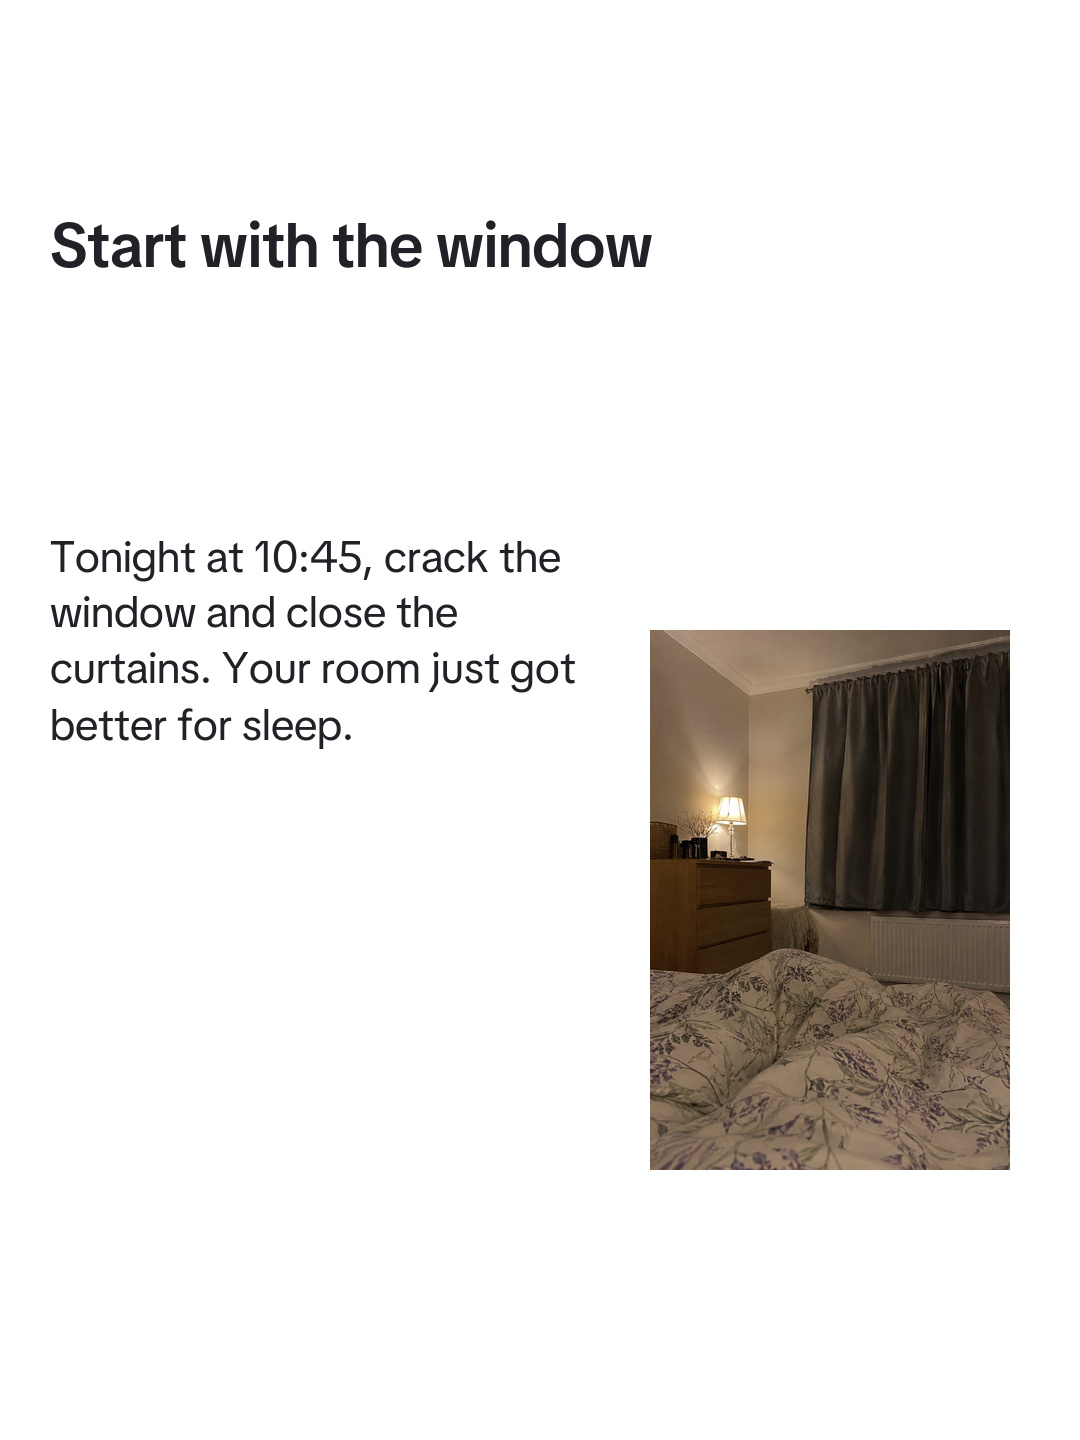 Start with the window
Tonight at 10:45, crack the
window and close the
curtains. Your room just got
better for sleep.